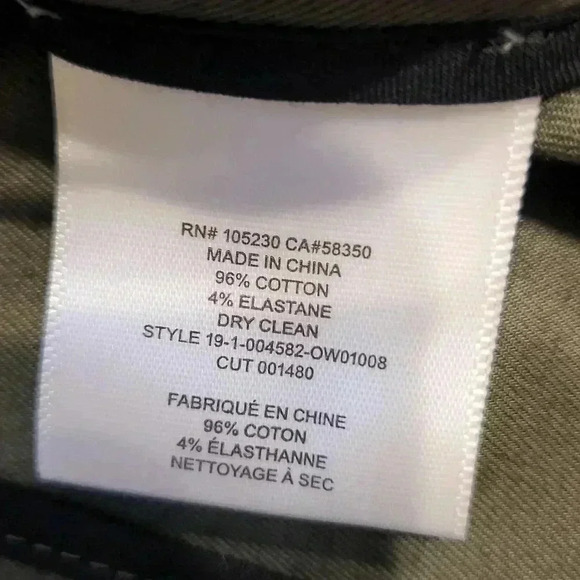 RN# 105230 CA#58350
MADE IN CHINA
96% COTTON
4% ELASTANE
DRY CLEAN
STYLE 19-1-004582-OW01008
CUT 001480
FABRIQUÉ EN CHINE
96% COTON
4% ÉLASTHANNE
NETTOYAGE À SEC